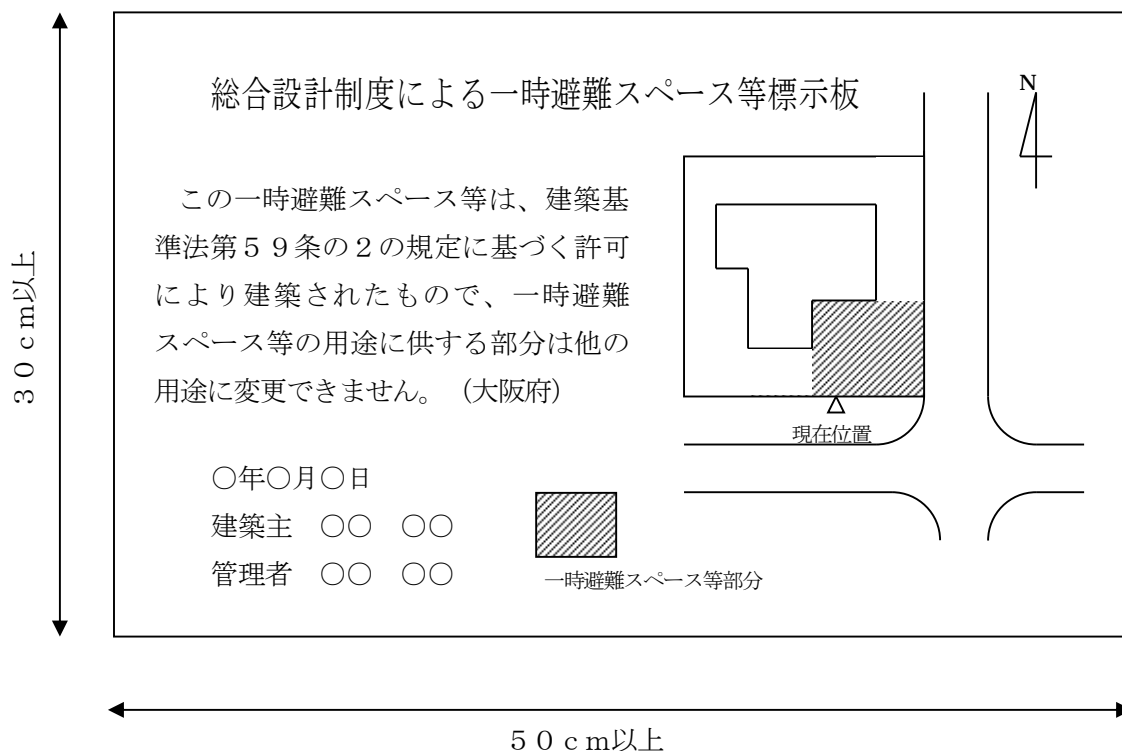 総合設計制度による一時避難スペース等標示板
N
この一時避難スペース等は、建築基
準法第５９条の２の規定に基づく許可
により建築されたもので、一時避難
スペース等の用途に供する部分は他の
用途に変更できません。（大阪府）
現在位置
○年○月○日
建築主　○○　○○
管理者　○○　○○
一時避難スペース等部分
３０ｃｍ以上
５０ｃｍ以上